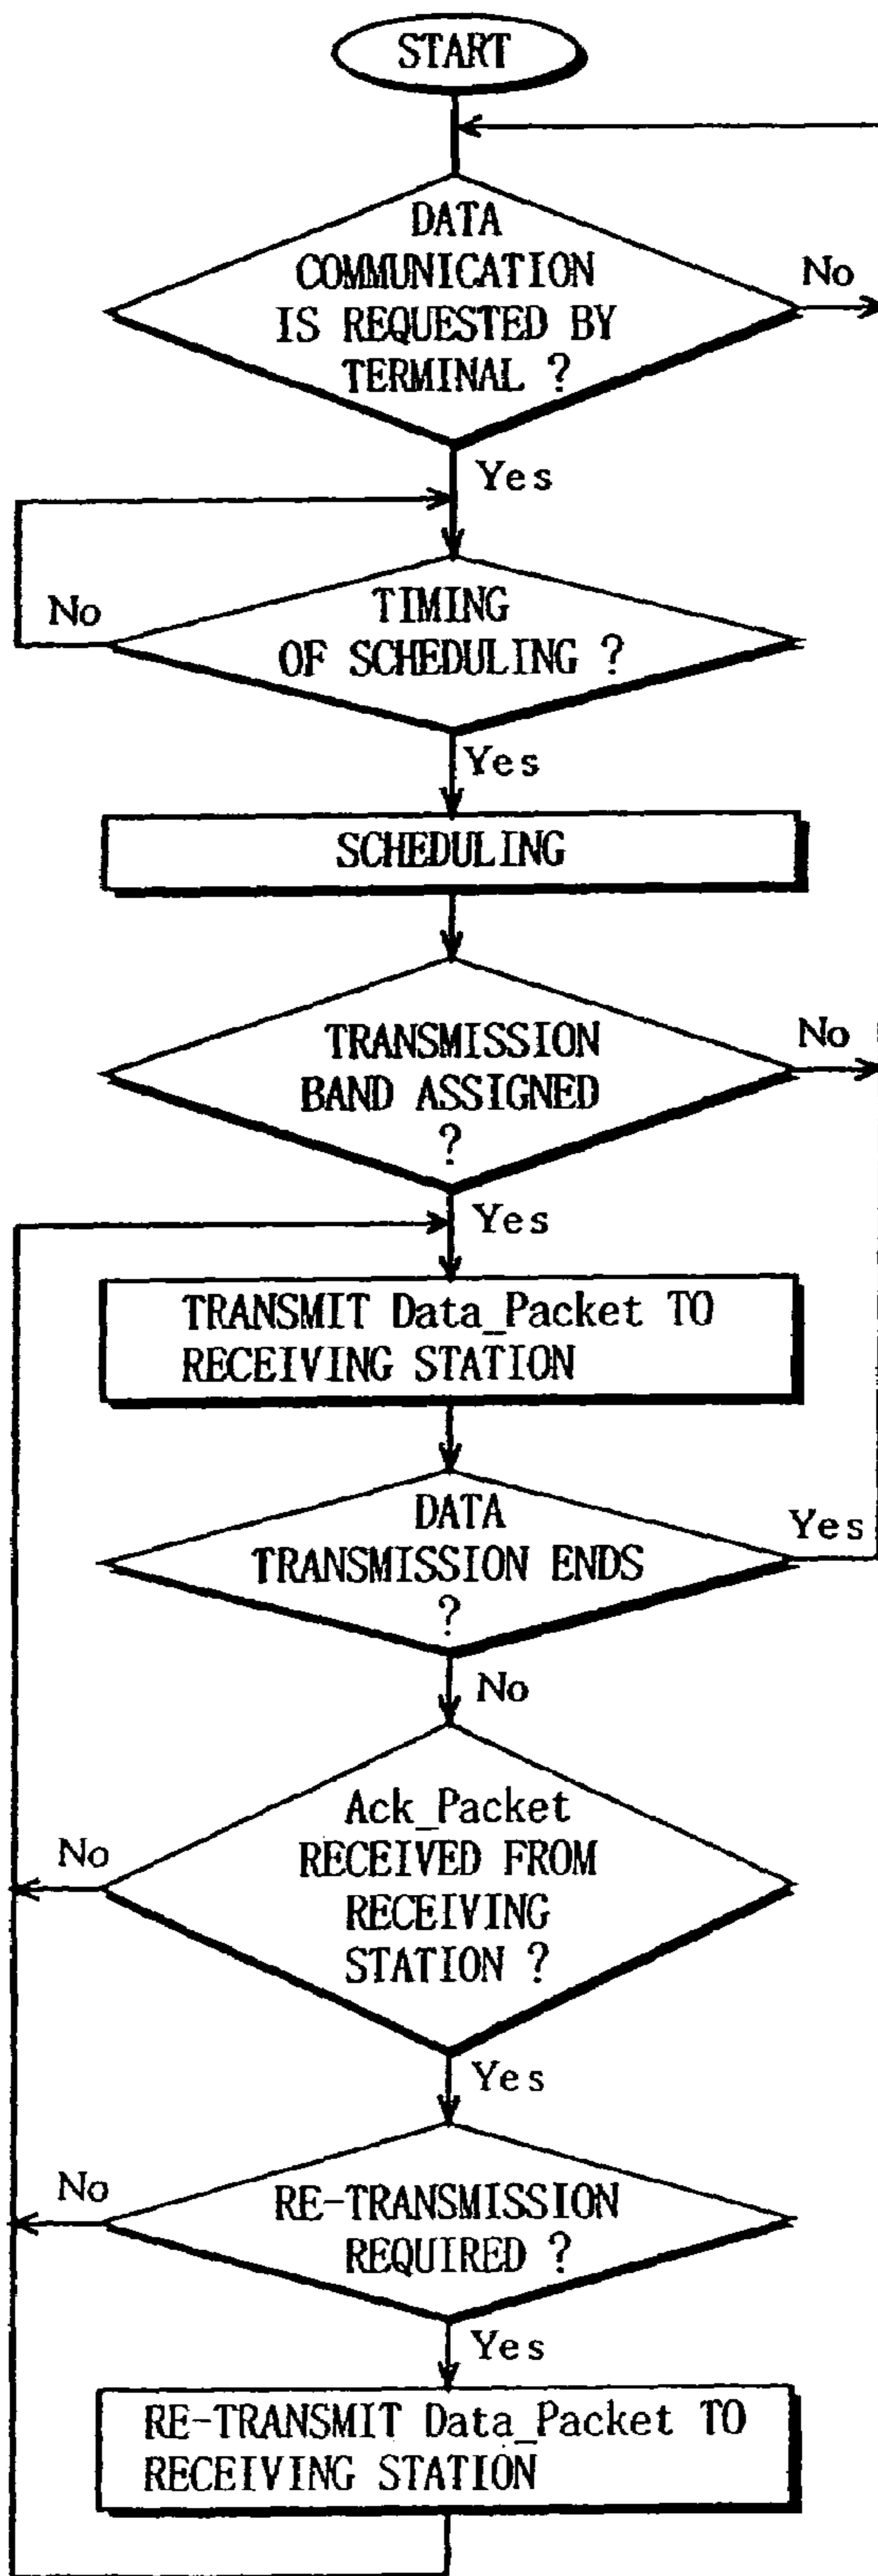 START
DATA
COMMUNICATION
IS REQUESTED BY
TERMINAL ?
No
Yes
No
TIMING
OF SCHEDULING ?
Yes
SCHEDULING
TRANSMISSION
BAND ASSIGNED
?
No
Yes
TRANSMIT Data_Packet TO
RECEIVING STATION
DATA
TRANSMISSION ENDS
?
Yes
No
Ack_Packet
RECEIVED FROM
RECEIVING
STATION ?
No
Yes
No
RE-TRANSMISSION
REQUIRED ?
Yes
RE-TRANSMIT Data_Packet TO
RECEIVING STATION